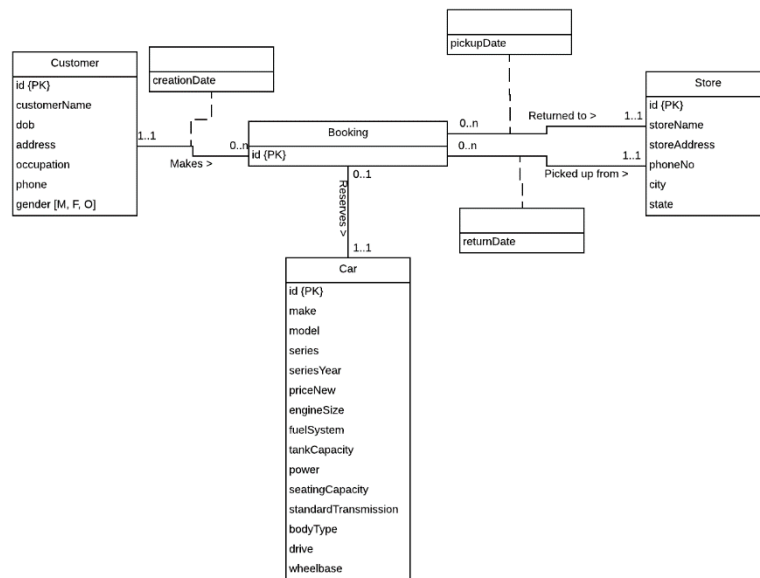 Customer
id {PK}
customerName
dob
address
occupation
phone
gender [M, F, O]
creationDate
1..1
Makes >
0..n
Booking
id {PK}
pickupDate
0..n
Returned to >
1..1
0..n
Picked up from >
1..1
returnDate
Store
id {PK}
storeName
storeAddress
phoneNo
city
state
0..1
Reserves >
1..1
Car
id {PK}
make
model
series
seriesYear
priceNew
engineSize
fuelSystem
tankCapacity
power
seatingCapacity
standardTransmission
bodyType
drive
wheelbase